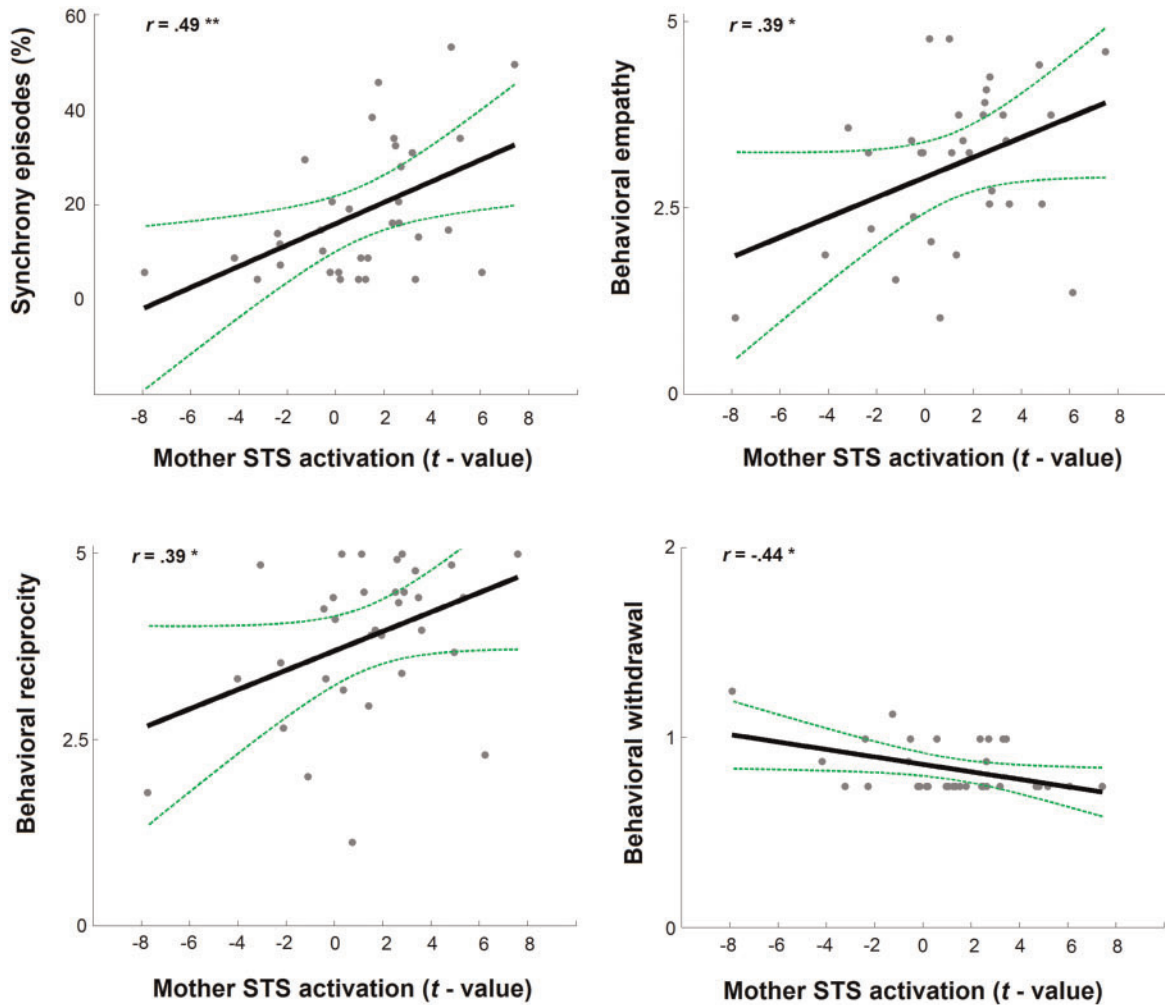 r = .49 **
Synchrony episodes (%)
60
40
20
0
-8 -6 -4 -2 0 2 4 6 8
Mother STS activation (t - value)
r = .39 *
Behavioral empathy
5
2.5
0
-8 -6 -4 -2 0 2 4 6 8
Mother STS activation (t - value)
r = .39 *
Behavioral reciprocity
5
2.5
0
-8 -6 -4 -2 0 2 4 6 8
Mother STS activation (t - value)
r = -.44 *
Behavioral withdrawal
2
1
0
-8 -6 -4 -2 0 2 4 6 8
Mother STS activation (t - value)